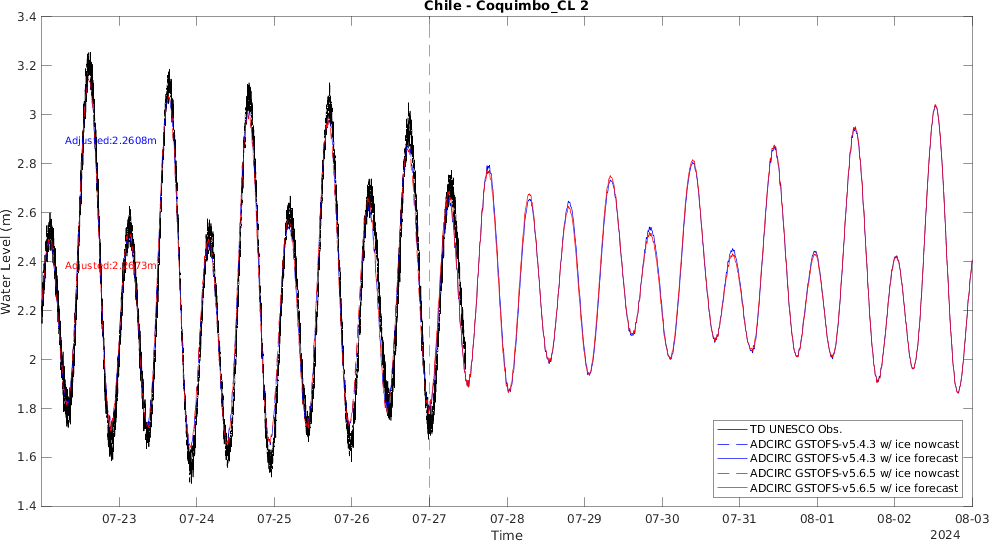 Chile - Coquimbo_CL 2
3.4
3.2
3
2.8
2.6
2.4
2.2
2
1.8
1.6
1.4
Water Level (m)
Adjusted:2.2608m
Adjusted:2.2673m
TD UNESCO Obs.
ADCIRC GSTOFS-v5.4.3 w/ ice nowcast
ADCIRC GSTOFS-v5.4.3 w/ ice forecast
ADCIRC GSTOFS-v5.6.5 w/ ice nowcast
ADCIRC GSTOFS-v5.6.5 w/ ice forecast
07-23 07-24 07-25 07-26 07-27 07-28 07-29 07-30 07-31 08-01 08-02 08-03
Time
2024